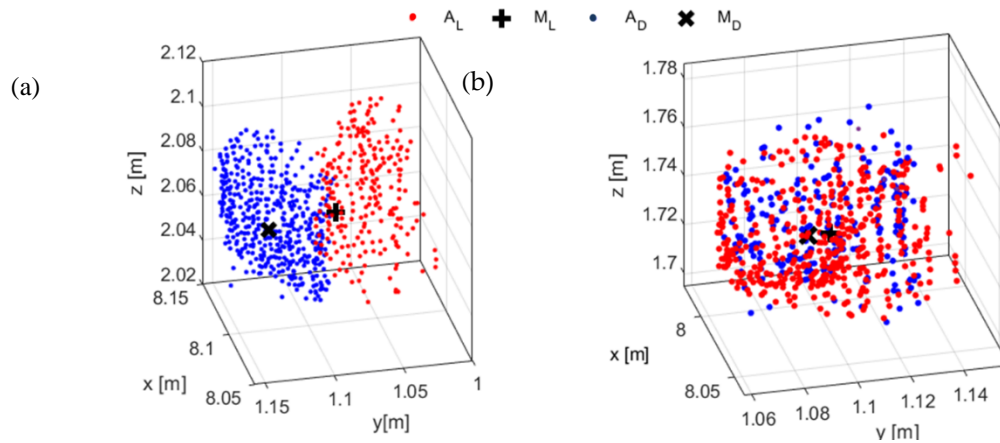 A_L M_L A_D M_D
(a)
2.12
2.1
2.08
2.06
2.04
2.02
z [m]
8.15
8.1
8.05
x [m]
1.15
1.1
1.05
1
y[m]
(b)
1.78
1.76
1.74
1.72
1.7
z [m]
8
8.05
x [m]
1.06
1.08
1.1
1.12
1.14
y [m]